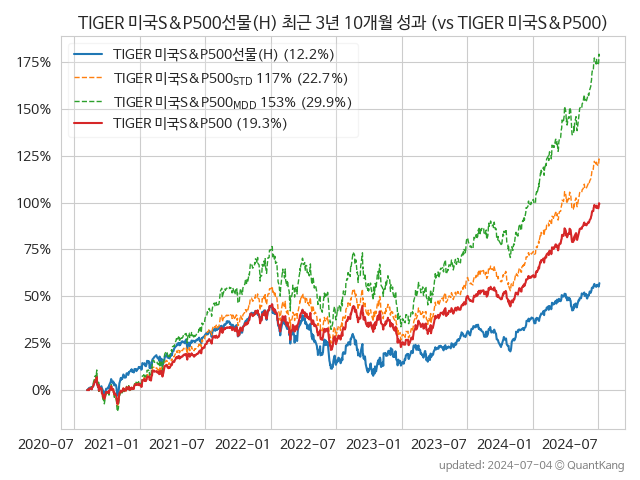 TIGER 미국S&P500선물(H) 최근 3년 10개월 성과 (vs TIGER 미국S&P500)
TIGER 미국S&P500선물(H) (12.2%)
TIGER 미국S&P500STD 117% (22.7%)
TIGER 미국S&P500MDD 153% (29.9%)
TIGER 미국S&P500 (19.3%)
175%
150%
125%
100%
75%
50%
25%
0%
2020-07 2021-01 2021-07 2022-01 2022-07 2023-01 2023-07 2024-01 2024-07
updated: 2024-07-04 © QuantKang